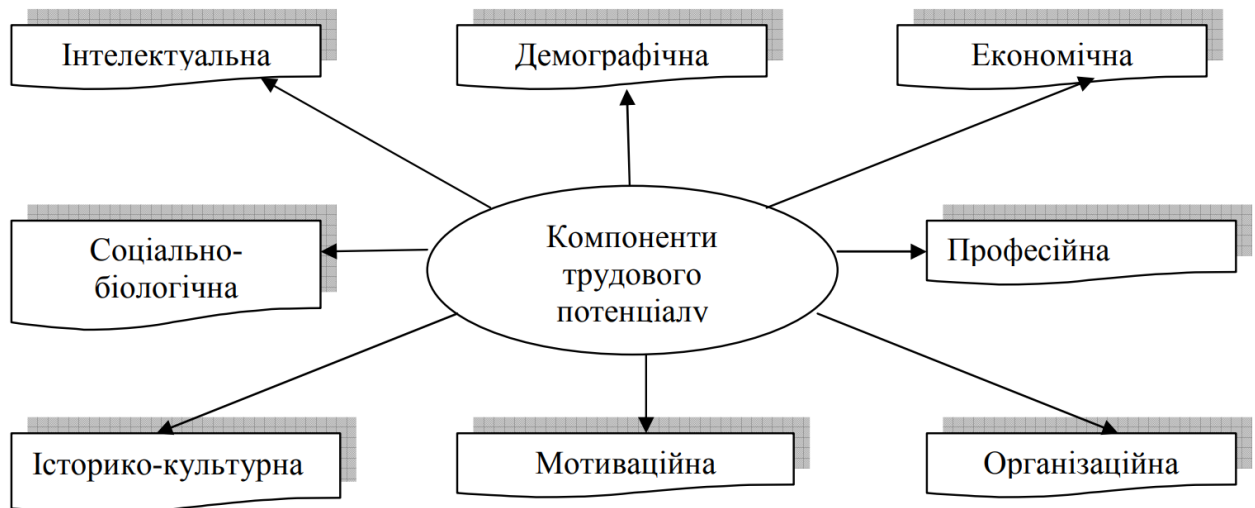 Інтелектуальна
Демографічна
Економічна
Соціально-
біологічна
Компоненти
трудового
потенціалу
Професійна
Історико-культурна
Мотиваційна
Організаційна